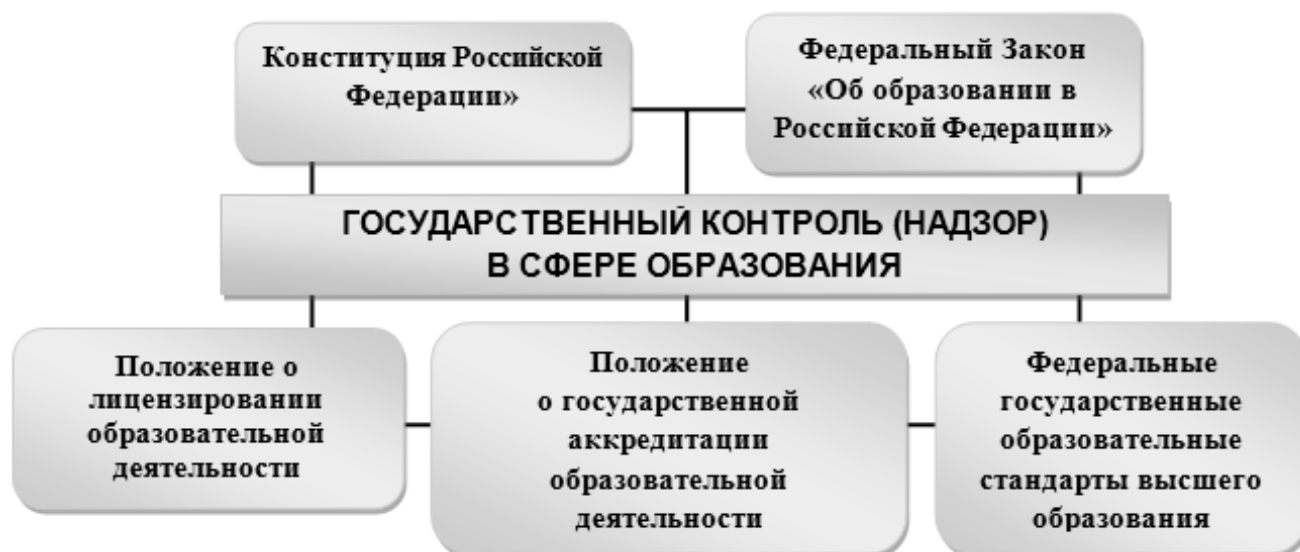 Конституция Российской
Федерации»
Федеральный Закон
«Об образовании в
Российской Федерации»
ГОСУДАРСТВЕННЫЙ КОНТРОЛЬ (НАДЗОР)
В СФЕРЕ ОБРАЗОВАНИЯ
Положение о
лицензировании
образовательной
деятельности
Положение
о государственной
аккредитации
образовательной
деятельности
Федеральные
государственные
образовательные
стандарты высшего
образования